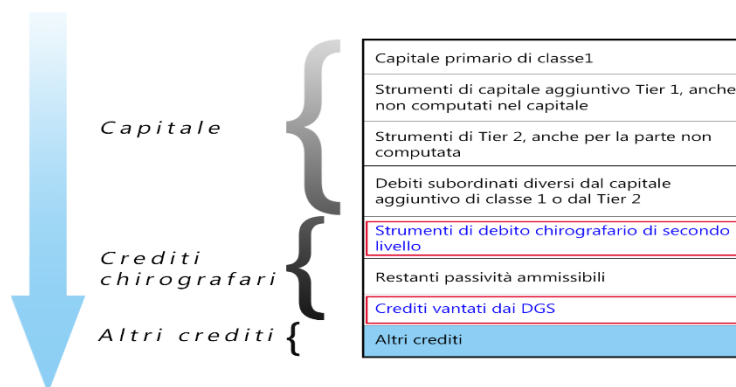 Capitale primario di classe1
Strumenti di capitale aggiuntivo Tier 1, anche
non computati nel capitale
Capitale
Strumenti di Tier 2, anche per la parte non
computata
Debiti subordinati diversi dal capitale
aggiuntivo di classe 1 o dal Tier 2
Strumenti di debito chirografario di secondo
livello
Crediti
chirografari
Restanti passività ammissibili
Crediti vantati dai DGS
Altri crediti
Altri crediti